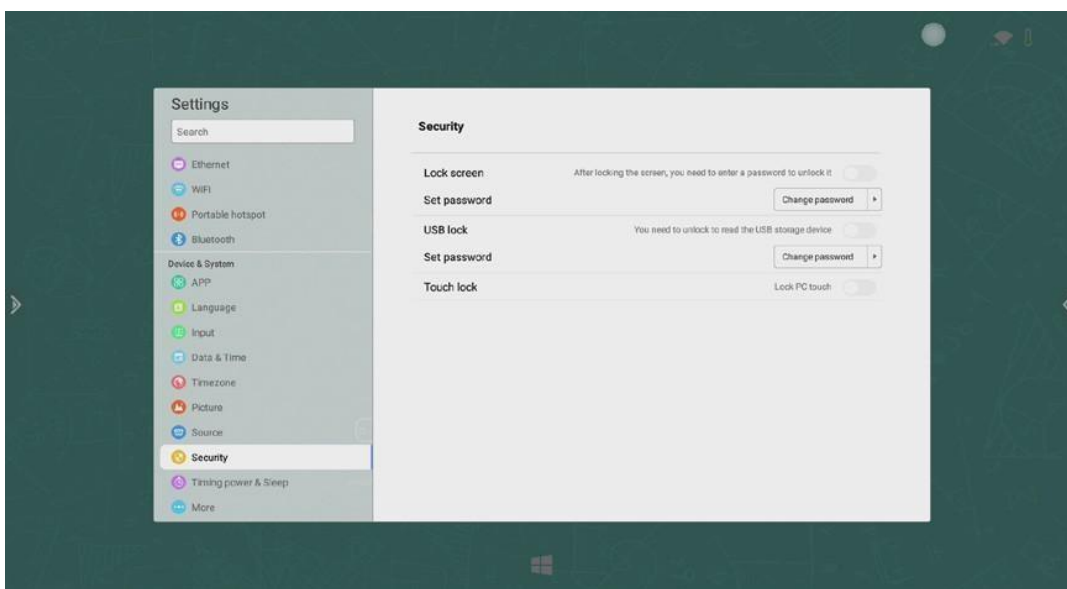 Settings
Search
Ethernet
WiFi
Portable hotspot
Bluetooth
Device & System
APP
Language
Input
Data & Time
Timezone
Picture
Source
Security
Timing power & Sleep
More
Security
Lock screen After locking the screen, you need to enter a password to unlock it
Set password Change password
USB lock You need to unlock to read the USB storage device
Set password Change password
Touch lock Lock PC touch